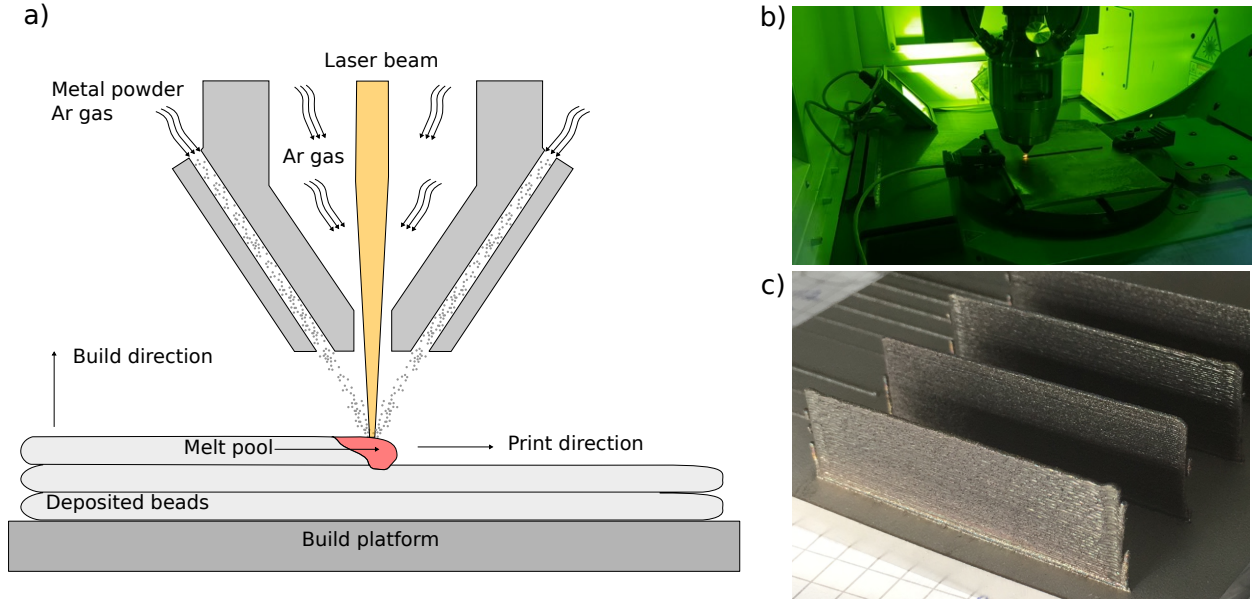 a)
Laser beam
Metal powder
Ar gas
Ar gas
Build direction
Melt pool
Print direction
Deposited beads
Build platform
b)
c)